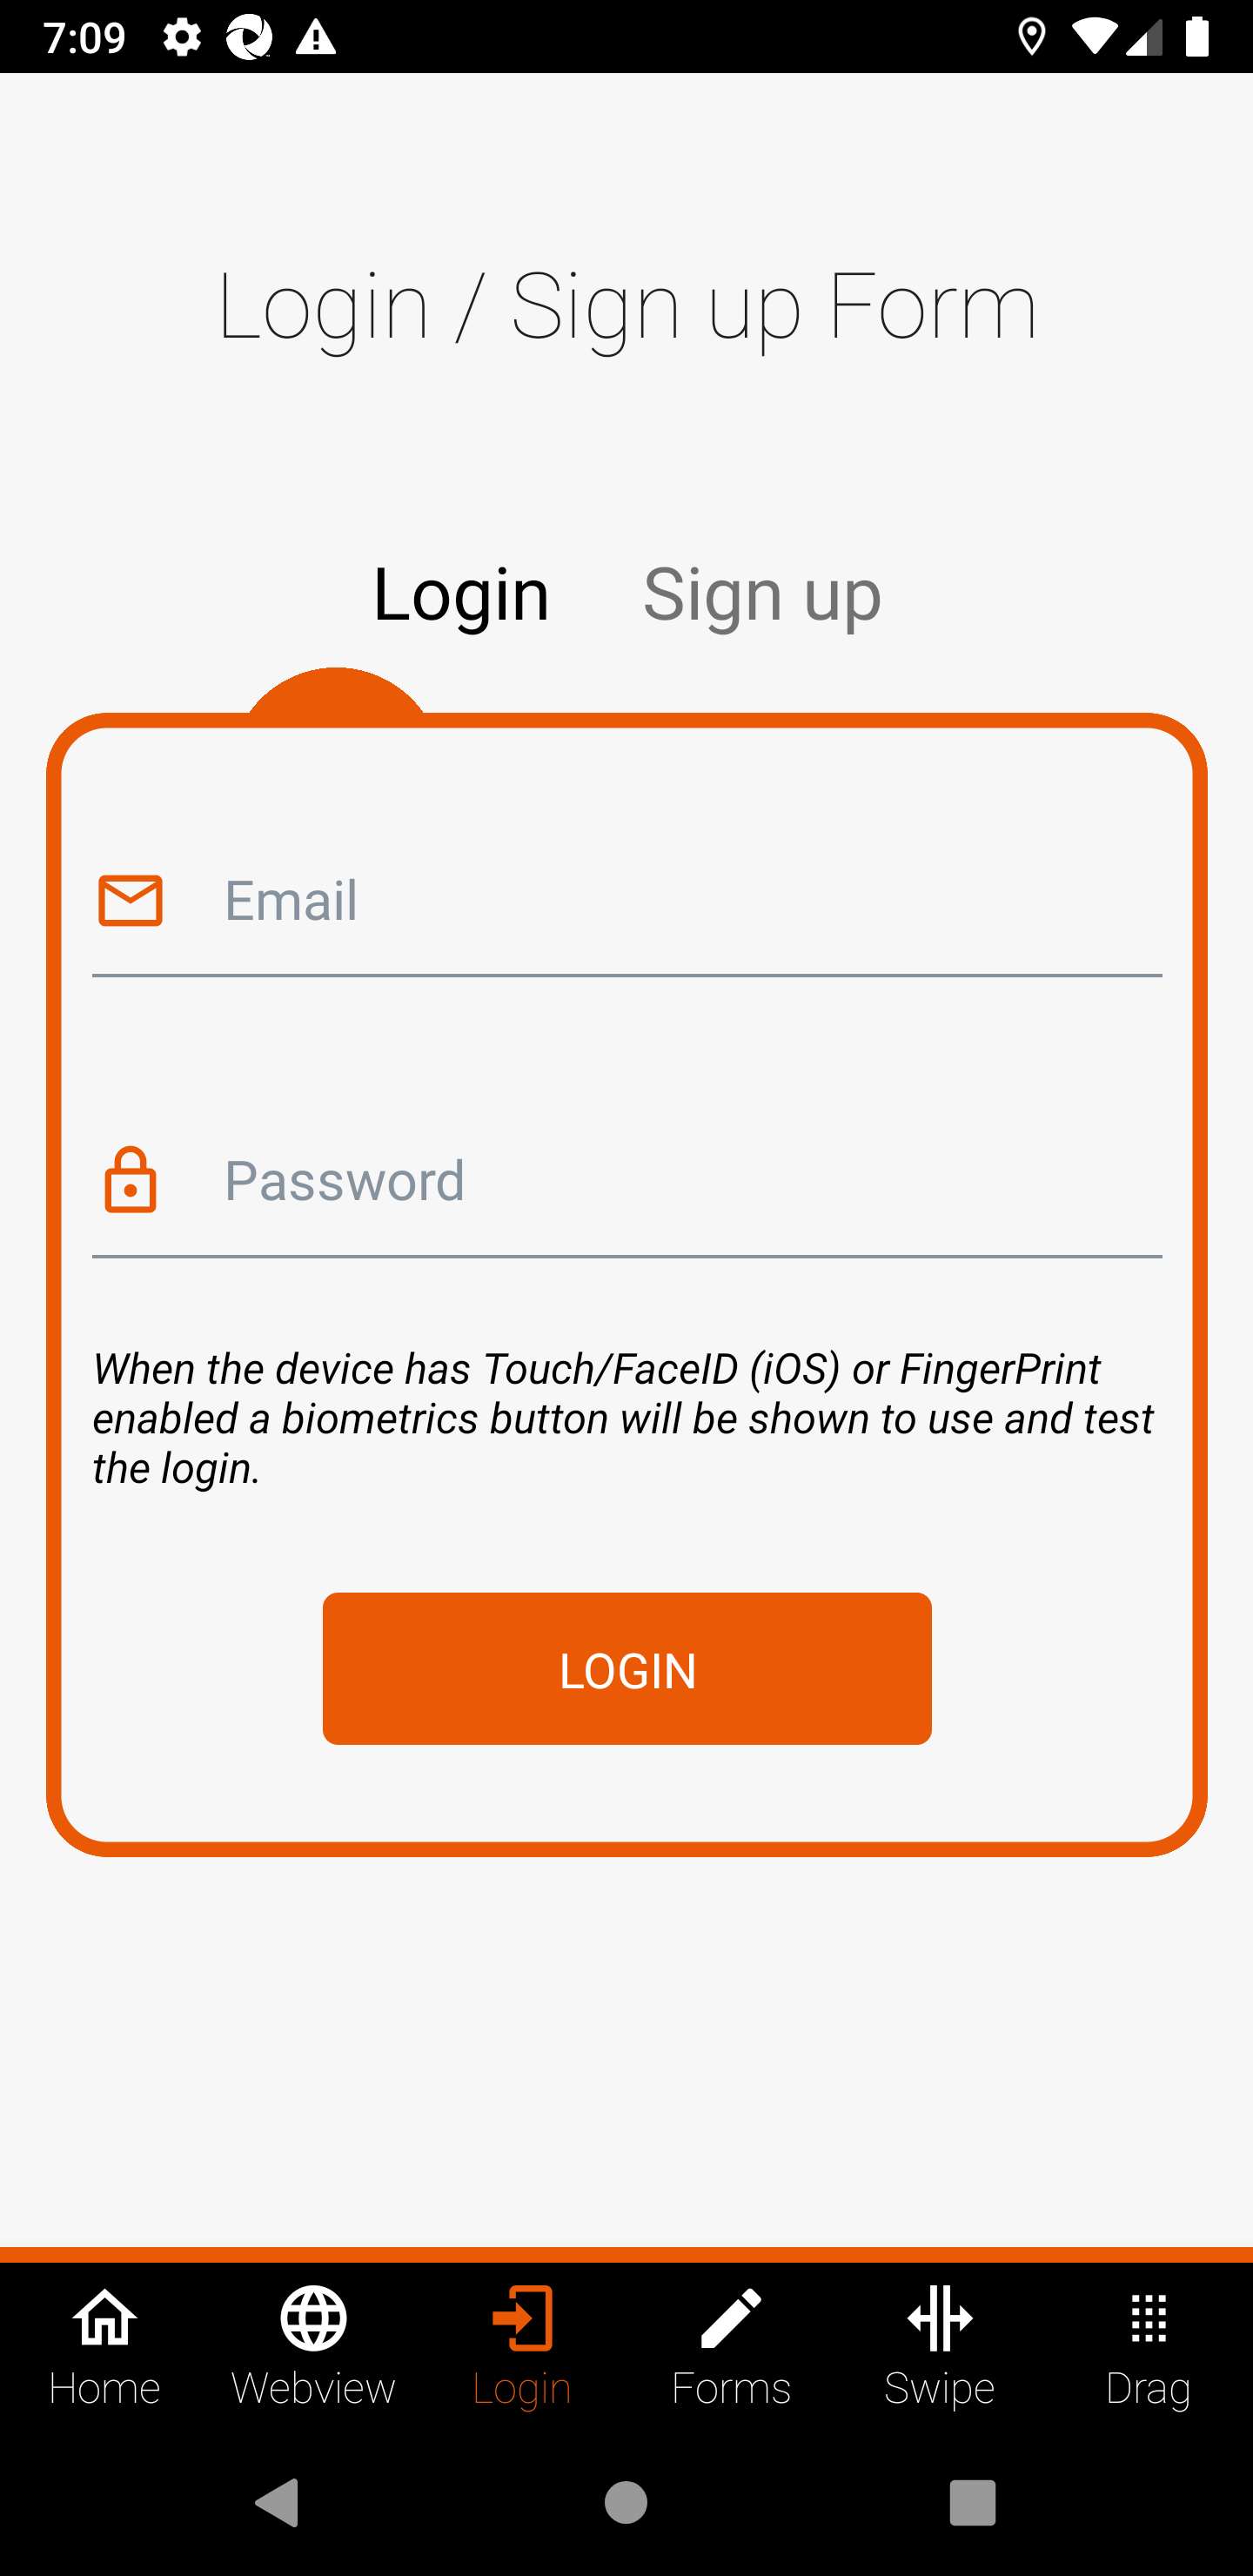 7:09
Login / Sign up Form
Login Sign up
Email
Password
When the device has Touch/FaceID (iOS) or FingerPrint
enabled a biometrics button will be shown to use and test
the login.
LOGIN
Home Webview Login Forms Swipe Drag